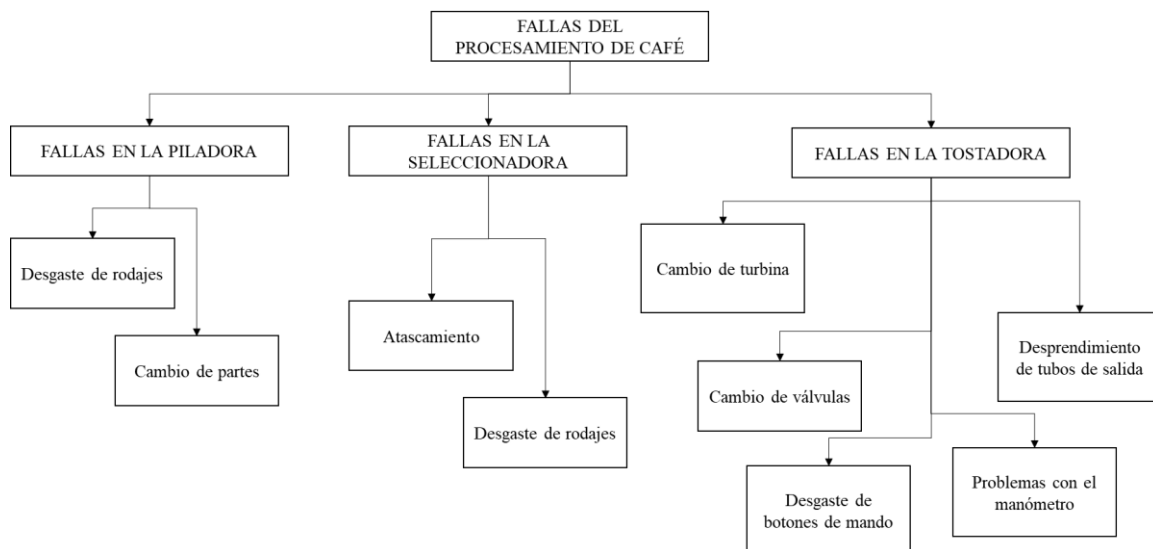 FALLAS DEL
PROCESAMIENTO DE CAFÉ
FALLAS EN LA PILADORA
FALLAS EN LA
SELECCIONADORA
FALLAS EN LA TOSTADORA
Desgaste de rodajes
Cambio de partes
Atascamiento
Desgaste de rodajes
Cambio de turbina
Desprendimiento
de tubos de salida
Cambio de válvulas
Desgaste de
botones de mando
Problemas con el
manómetro